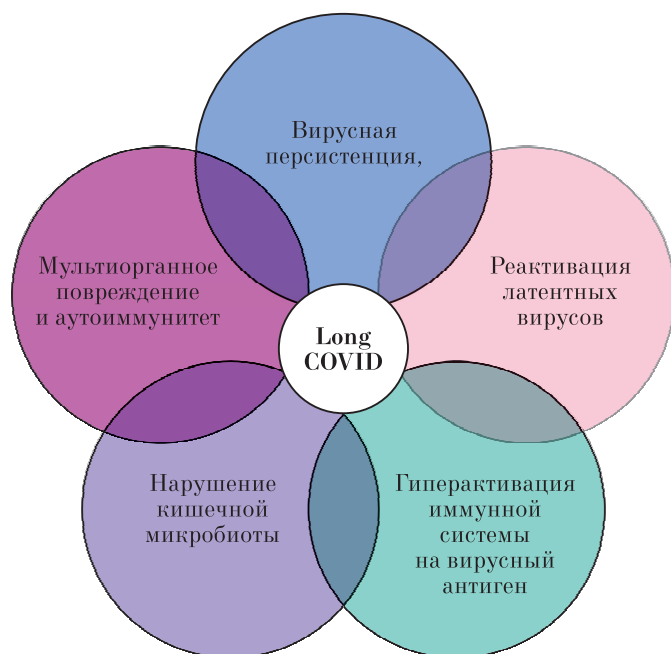 Вирусная
персистенция,
Мультиорганное
повреждение
и аутоиммунитет
Реактивация
латентных
вирусов
Long
COVID
Нарушение
кишечной
микробиоты
Гиперактивация
иммунной
системы
на вирусный
антиген